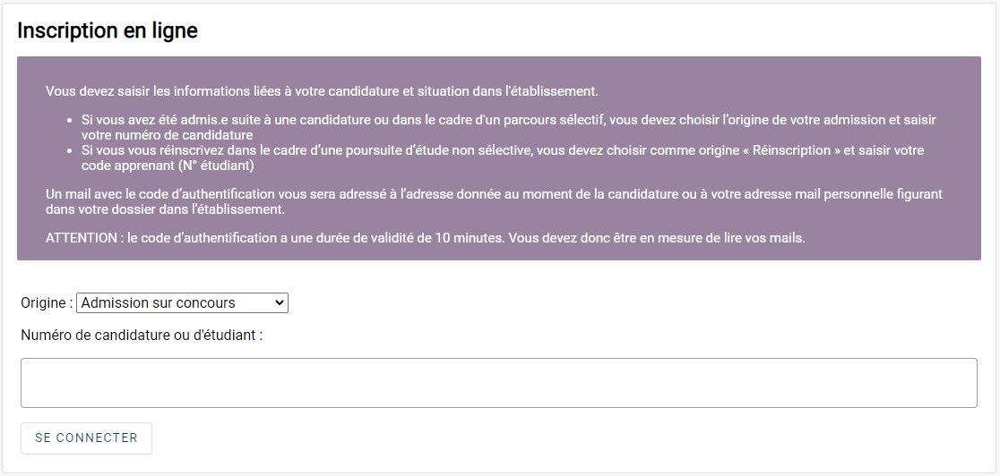 Inscription en ligne
Vous devez saisir les informations liées à votre candidature et situation dans l'établissement.
• Si vous avez été admis.e suite à une candidature ou dans le cadre d'un parcours sélectif, vous devez choisir l’origine de votre admission et saisir
votre numéro de candidature
• Si vous vous réinscrivez dans le cadre d’une poursuite d’étude non sélective, vous devez choisir comme origine « Réinscription » et saisir votre
code apprenant (N° étudiant)
Un mail avec le code d’authentification vous sera adressé à l’adresse donnée au moment de la candidature ou à votre adresse mail personnelle figurant
dans votre dossier dans l’établissement.
ATTENTION : le code d’authentification a une durée de validité de 10 minutes. Vous devez donc être en mesure de lire vos mails.
Origine : Admission sur concours
Numéro de candidature ou d'étudiant :
SE CONNECTER